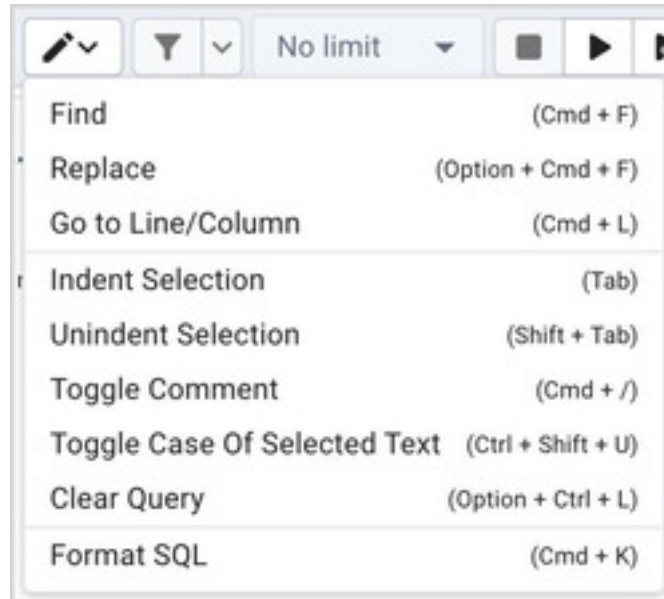 No limit
Find (Cmd + F)
Replace (Option + Cmd + F)
Go to Line/Column (Cmd + L)
Indent Selection (Tab)
Unindent Selection (Shift + Tab)
Toggle Comment (Cmd + /)
Toggle Case Of Selected Text (Ctrl + Shift + U)
Clear Query (Option + Ctrl + L)
Format SQL (Cmd + K)